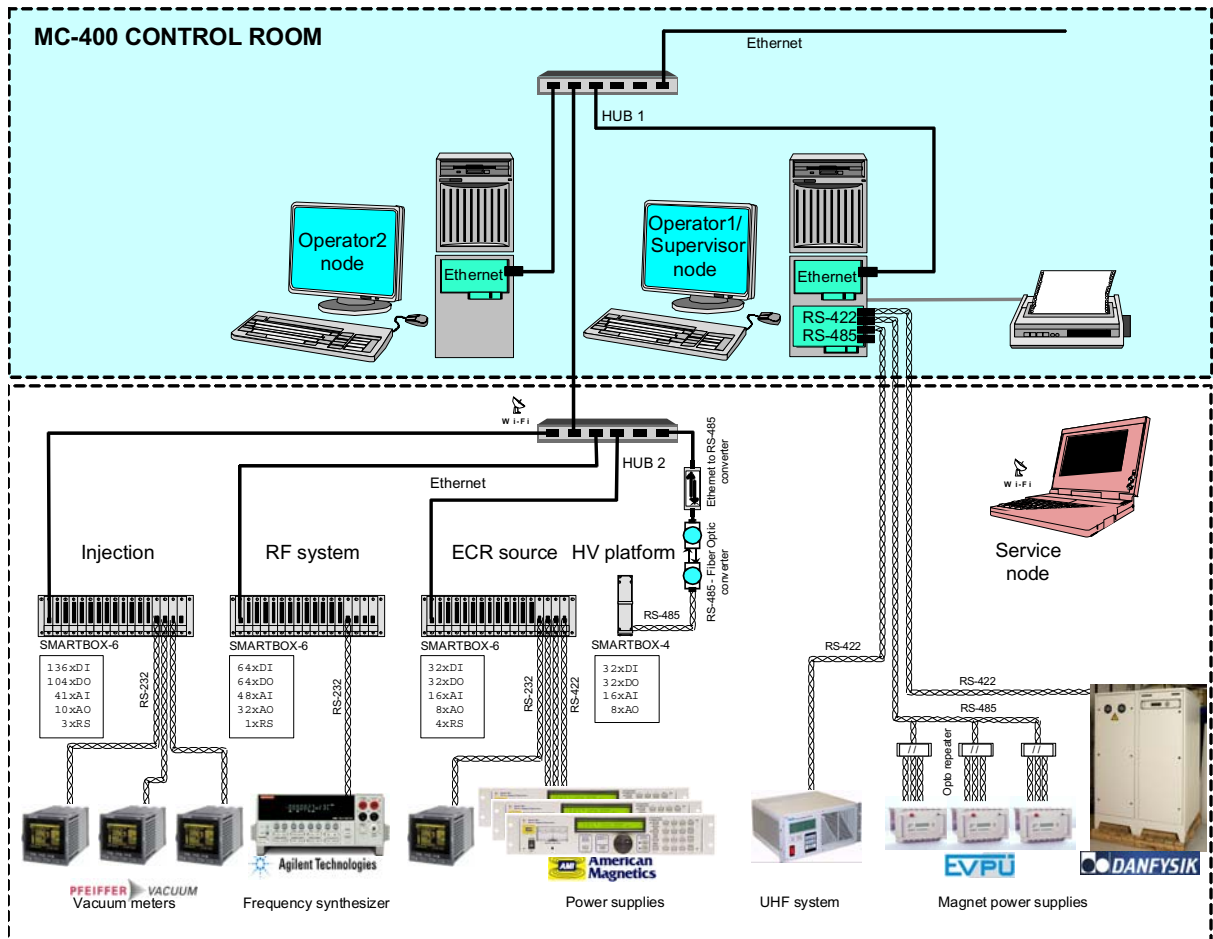 MC-400 CONTROL ROOM
Ethernet
HUB 1
Operator2
node
Ethernet
Operator1/
Supervisor
node
Ethernet
RS-422
RS-485
Wi-Fi
HUB 2
Ethernet
Ethernet to RS-485
converter
RS-485 - Fiber Optic
converter
Wi-Fi
Service
node
Injection
RF system
ECR source
HV platform
RS-485
SMARTBOX-6
136xDI
104xDO
41xAI
10xAO
3xRS
RS-232
SMARTBOX-6
64xDI
64xDO
48xAI
32xAO
1xRS
RS-232
SMARTBOX-6
32xDI
32xDO
16xAI
8xAO
4xRS
RS-232
RS-422
SMARTBOX-4
32xDI
32xDO
16xAI
8xAO
RS-422
RS-422
RS-485
Opto repeater
PFEIFFER VACUUM
Vacuum meters
Agilent Technologies
Frequency synthesizer
AMI
American
Magnetics
Power supplies
UHF system
EVPÜ
Magnet power supplies
DANFYSIK